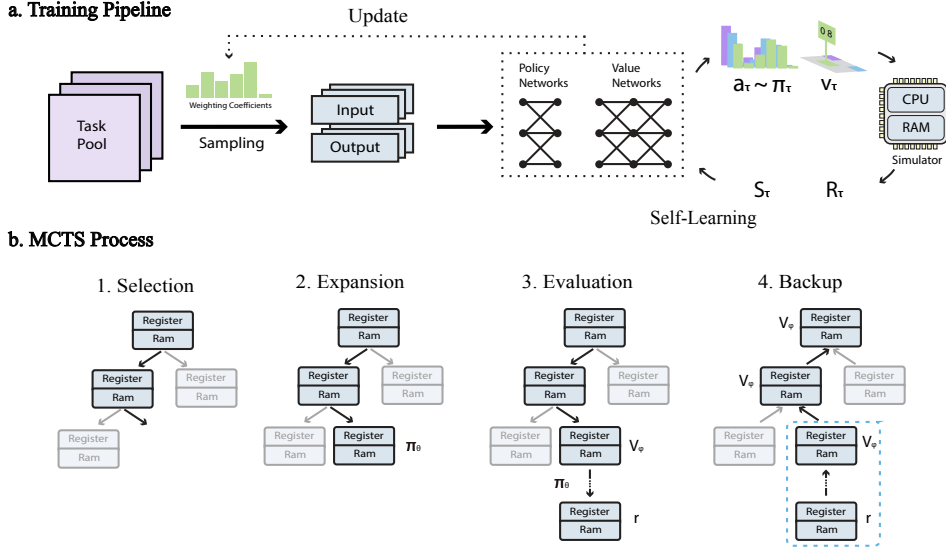 a. Training Pipeline
Update
Task
Pool
Weighting Coefficients
Sampling
Input
Output
Policy
Networks
Value
Networks
0 8
aτ ~ πτ
vτ
CPU
RAM
Simulator
Sτ
Rτ
Self-Learning
b. MCTS Process
1. Selection
Register
Ram
Register
Ram
Register
Ram
Register
Ram
2. Expansion
Register
Ram
Register
Ram
Register
Ram
Register
Ram
Register
Ram
πθ
3. Evaluation
Register
Ram
Register
Ram
Register
Ram
Register
Ram
Register
Ram
Vφ
πθ
Register
Ram
r
4. Backup
Vφ
Register
Ram
Vφ
Register
Ram
Register
Ram
Register
Ram
Register
Ram
Vφ
Register
Ram
r